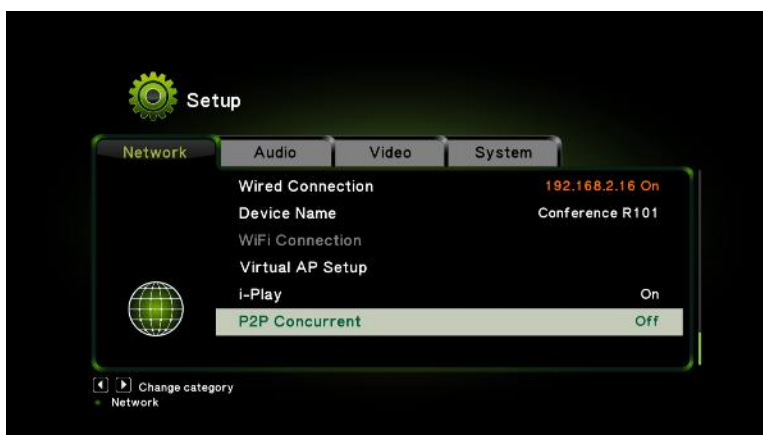 Setup
Network Audio Video System
Wired Connection 192.168.2.16 On
Device Name Conference R101
WiFi Connection
Virtual AP Setup
i-Play On
P2P Concurrent Off
Change category
Network